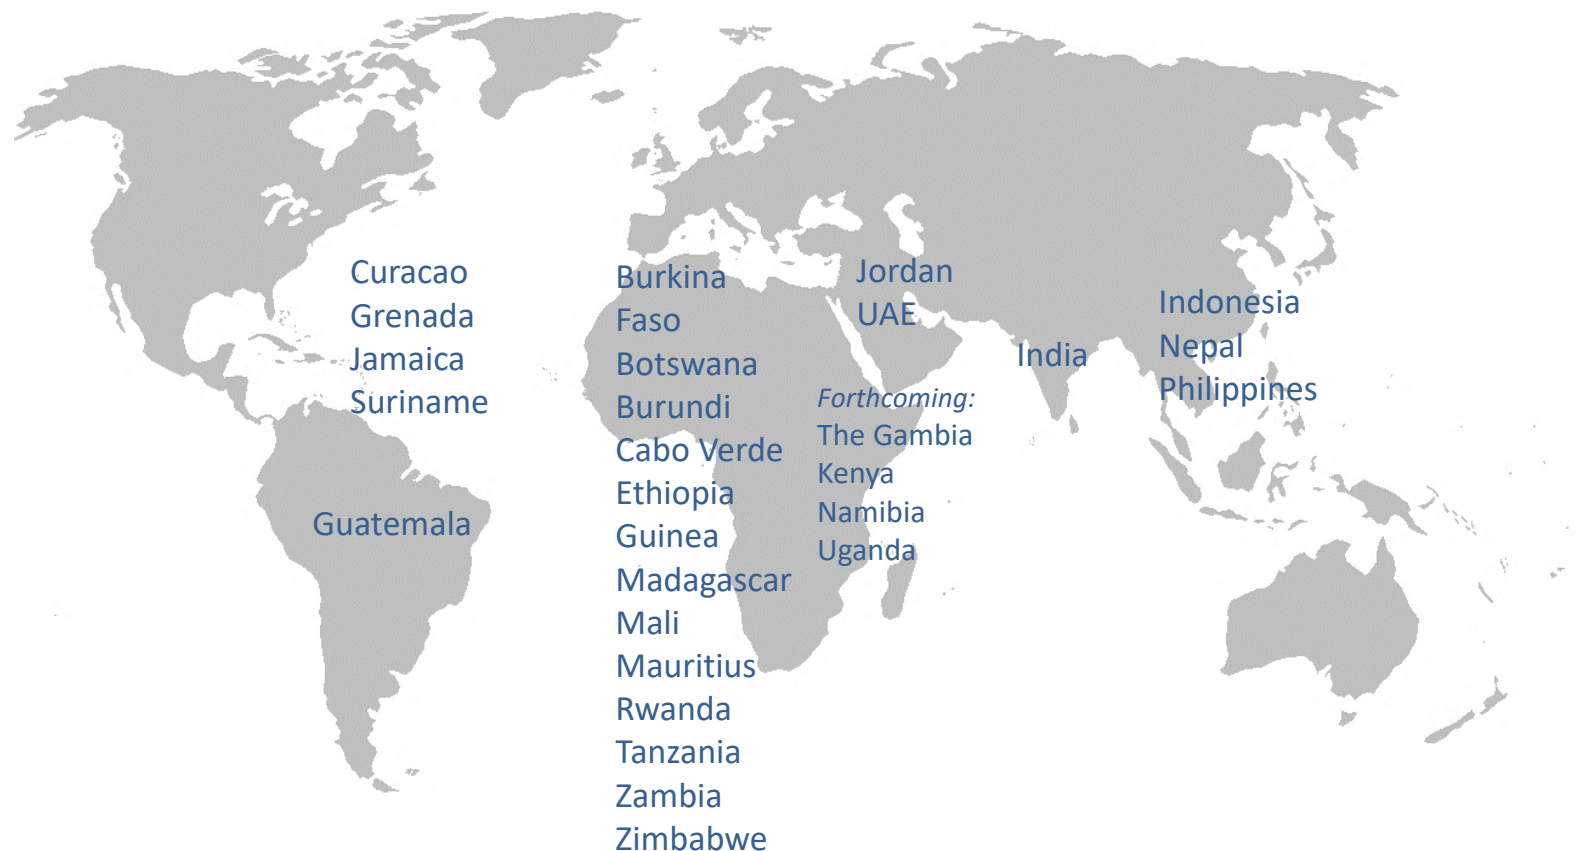 Curacao
Grenada
Jamaica
Suriname
Guatemala
Burkina
Faso
Botswana
Burundi
Cabo Verde
Ethiopia
Guinea
Madagascar
Mali
Mauritius
Rwanda
Tanzania
Zambia
Zimbabwe
Jordan
UAE
Forthcoming:
The Gambia
Kenya
Namibia
Uganda
India
Indonesia
Nepal
Philippines